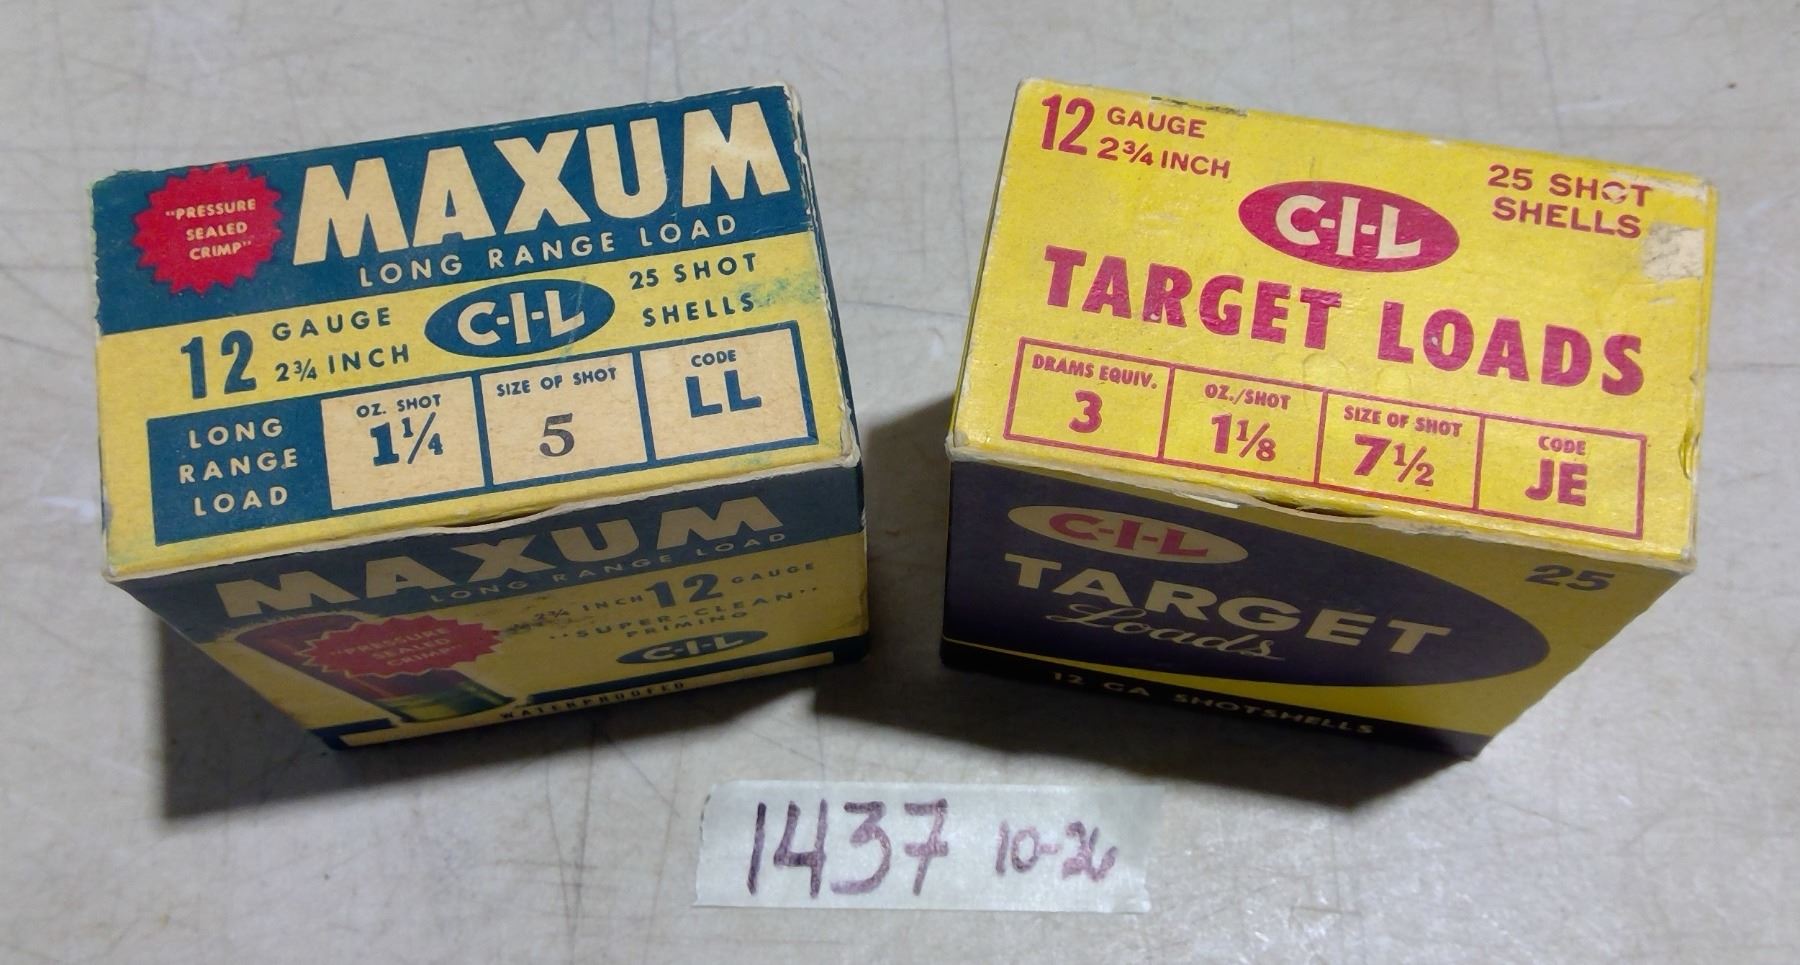 MAXUM
LONG RANGE LOAD
"PRESSURE
SEALED
CRIMP"
12 GAUGE
2¾ INCH
C-I-L
25 SHOT
SHELLS
LONG
RANGE
LOAD
OZ. SHOT
1¼
SIZE OF SHOT
5
CODE
LL
MAXUM
LONG RANGE LOAD
2¾ INCH 12 GAUGE
"SUPER-CLEAN"
PRIMING
"PRESSURE
SEALED
CRIMP"
C-I-L
WATERPROOFED
12 GAUGE
2¾ INCH
25 SHOT
SHELLS
C-I-L
TARGET LOADS
DRAMS EQUIV.
3
OZ./SHOT
1⅛
SIZE OF SHOT
7½
CODE
JE
C-I-L
TARGET
Loads
25
12 GA SHOTSHELLS
1437 10-26